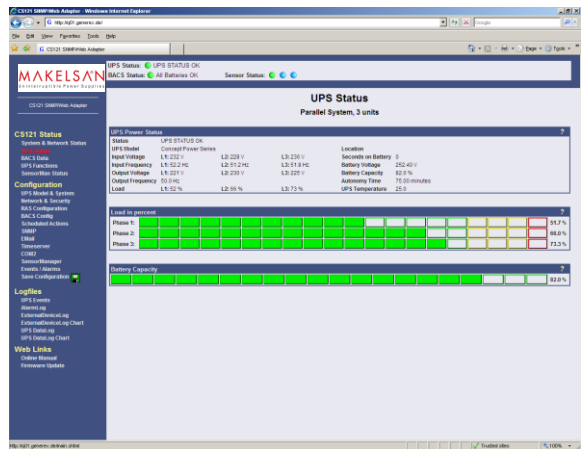 CS121 SNMP/Web Adapter - Windows Internet Explorer
Google
File Edit View Favorites Tools Help
CS121 SNMP/Web Adapter
Page Tools
MAKELSAN
Uninterruptible Power Supplies
UPS Status: UPS STATUS OK
BACS Status: All Batteries OK Sensor Status:
CS121 SNMP/Web Adapter
UPS Status
Parallel System, 3 units
CS121 Status
System & Network Status
UPS Status
BACS Data
UPS Functions
SensorMan Status
Configuration
UPS Model & System
Network & Security
RAS Configuration
BACS Config
Scheduled Actions
SNMP
EMail
Timeserver
COM2
SensorManager
Events / Alarms
Save Configuration
Logfiles
UPS Events
AlarmLog
ExternalDeviceLog
ExternalDeviceLog Chart
UPS DataLog
UPS DataLog Chart
Web Links
Online Manual
Firmware Update
UPS Power Status ?
Status UPS STATUS OK
UPS Model Concept Power Series Location
Input Voltage L1: 232 V L2: 228 V L3: 236 V Seconds on Battery 0
Input Frequency L1: 52.2 Hz L2: 51.2 Hz L3: 51.8 Hz Battery Voltage 252.40 V
Output Voltage L1: 221 V L2: 230 V L3: 225 V Battery Capacity 82.0 %
Output Frequency 50.0 Hz Autonomy Time 75.00 minutes
Load L1: 52 % L2: % L3: 73 % UPS Temperature 25.0
Load in percent ?
Phase 1: 51.7 %
Phase 2: %
Phase 3: 73.3 %
Battery Capacity ?
82.0 %
Trusted sites 100%